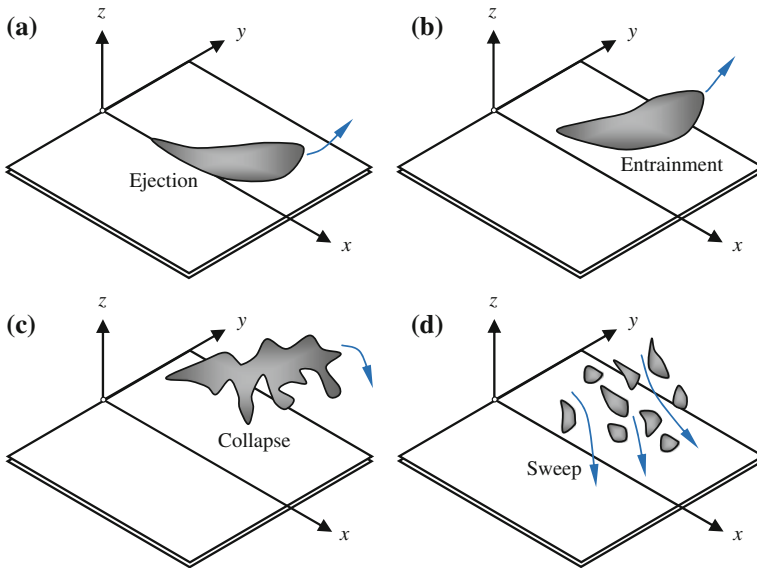 (a)
z
y
Ejection
x
(b)
z
y
Entrainment
x
(c)
z
y
Collapse
x
(d)
z
y
Sweep
x